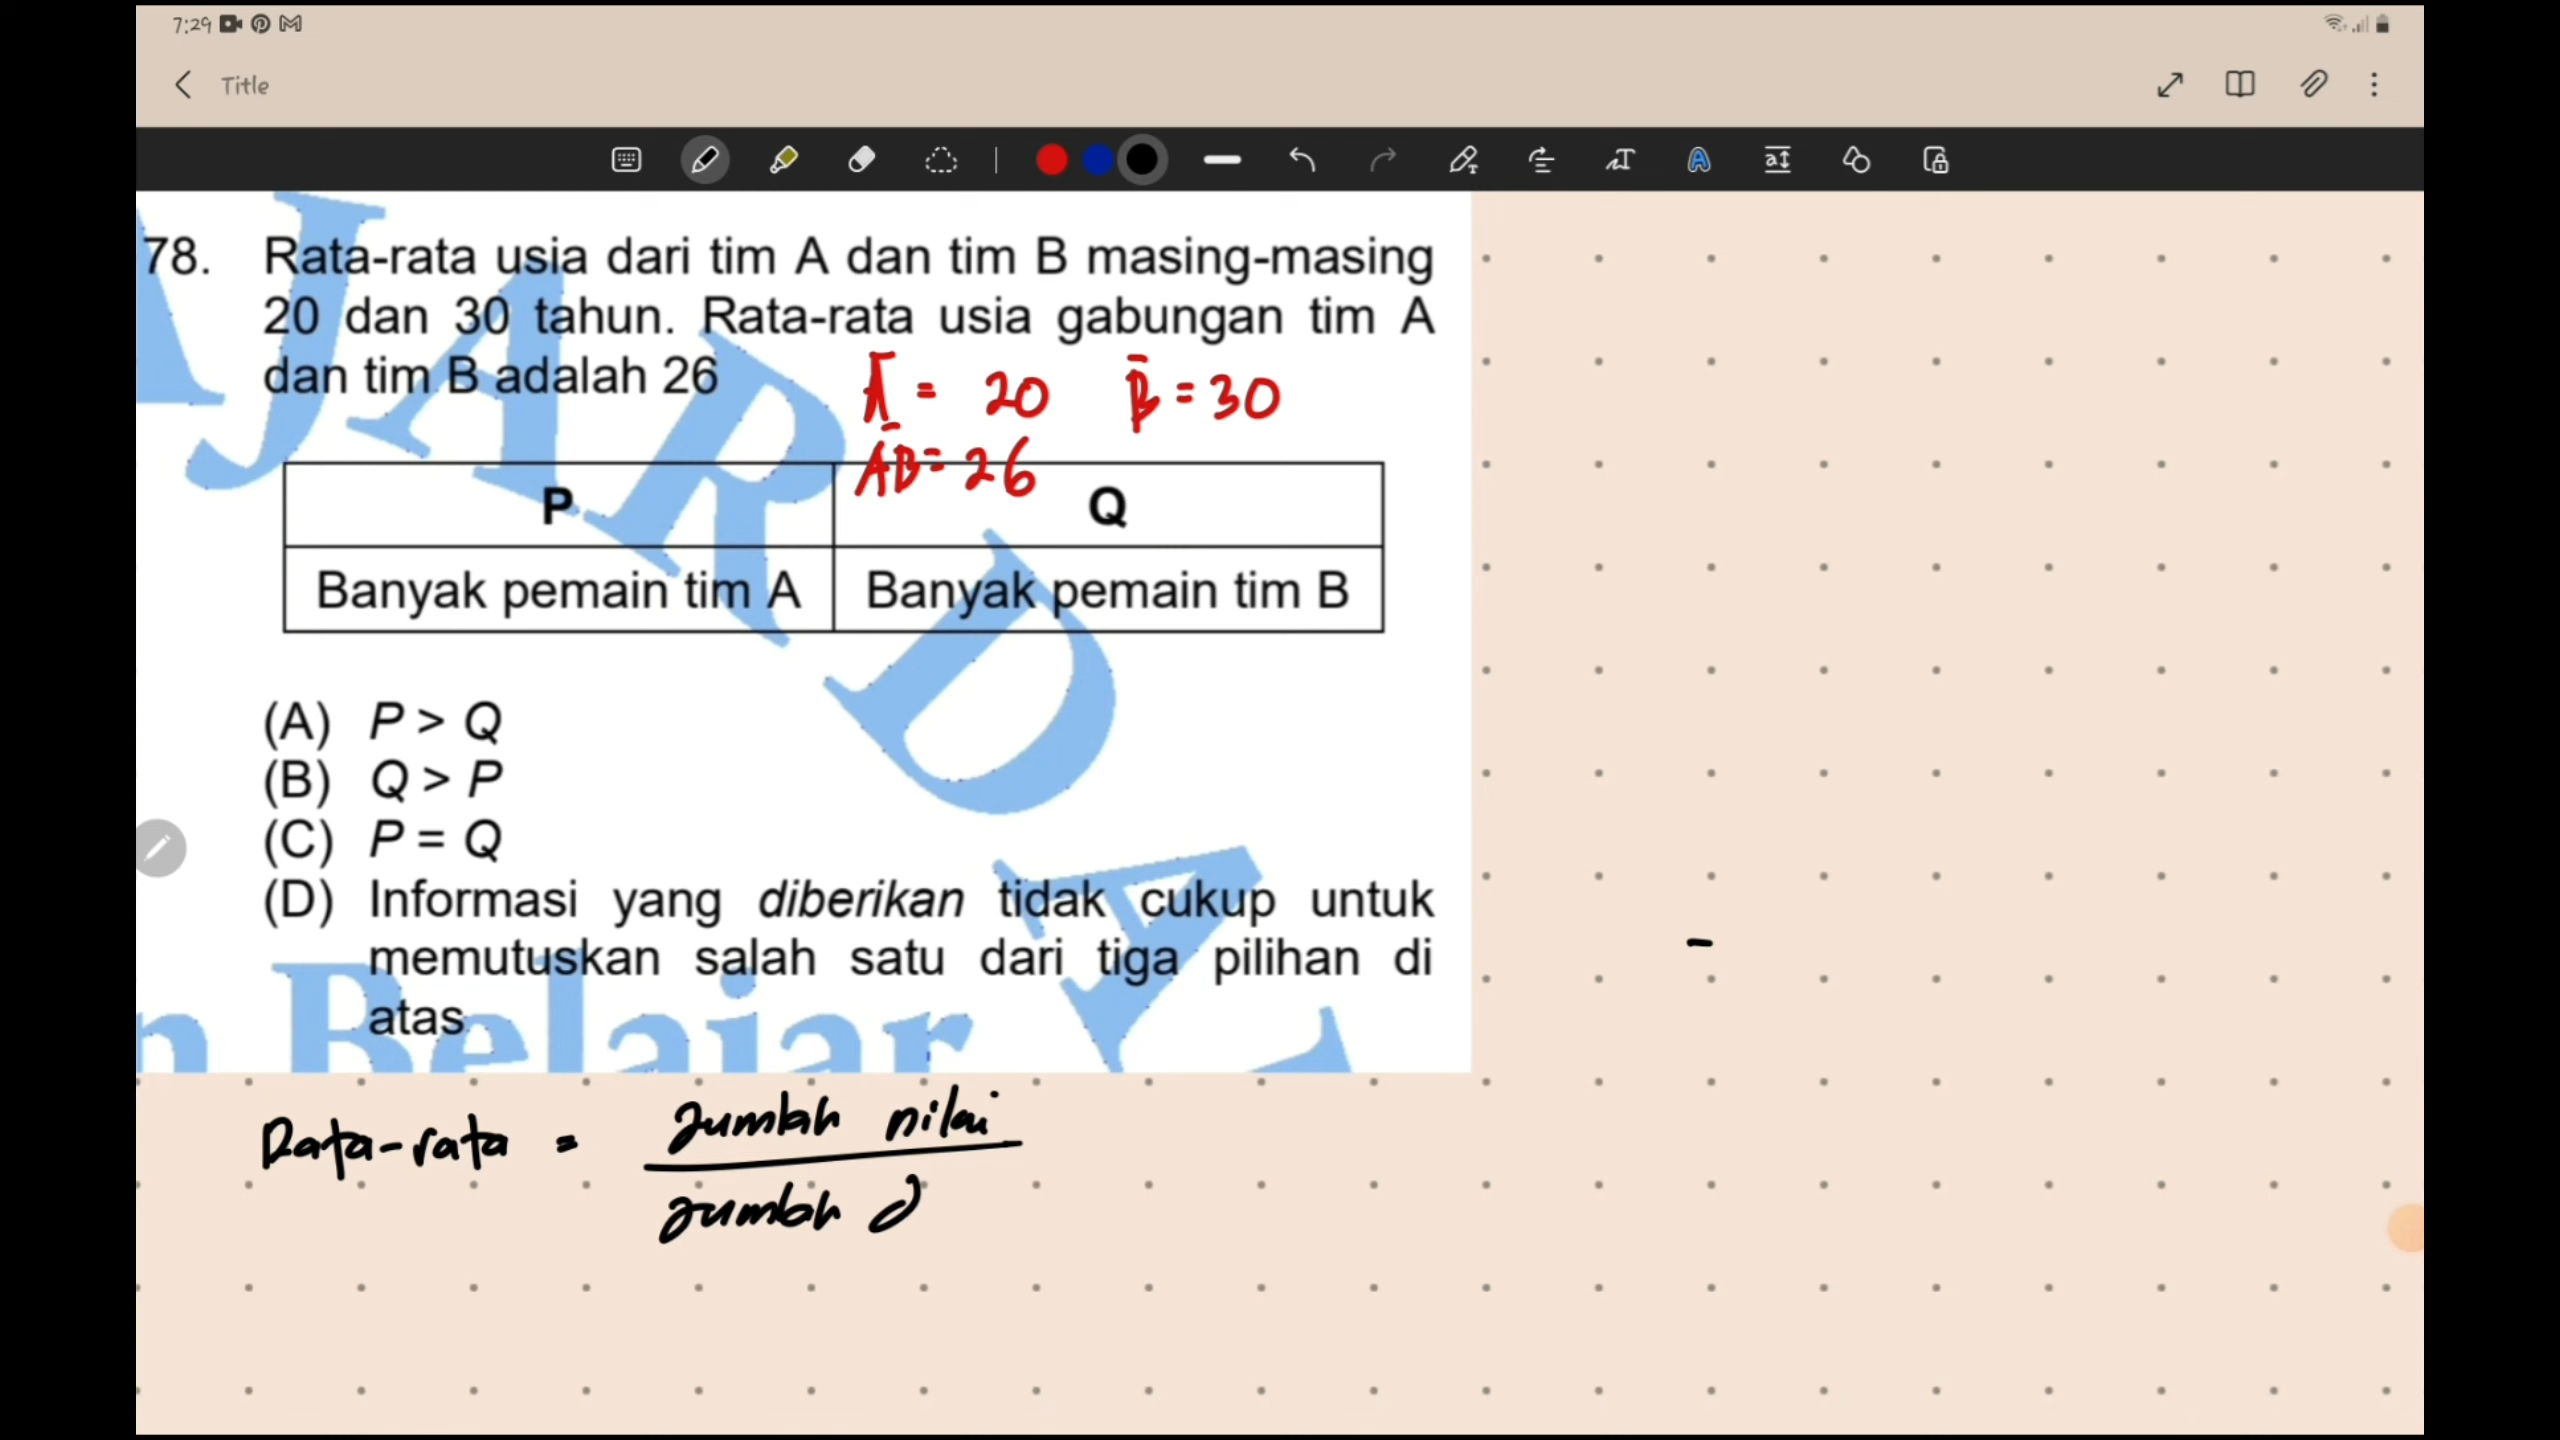 7:29
Title
78. Rata-rata usia dari tim A dan tim B masing-masing
20 dan 30 tahun. Rata-rata usia gabungan tim A
dan tim B adalah 26
A = 20 B = 30
AB = 26
P Q
Banyak pemain tim A Banyak pemain tim B
(A) P > Q
(B) Q > P
(C) P = Q
(D) Informasi yang diberikan tidak cukup untuk
memutuskan salah satu dari tiga pilihan di
atas
AJARDA
n Belajar
Rata-rata = Jumlah nilai
Jumlah